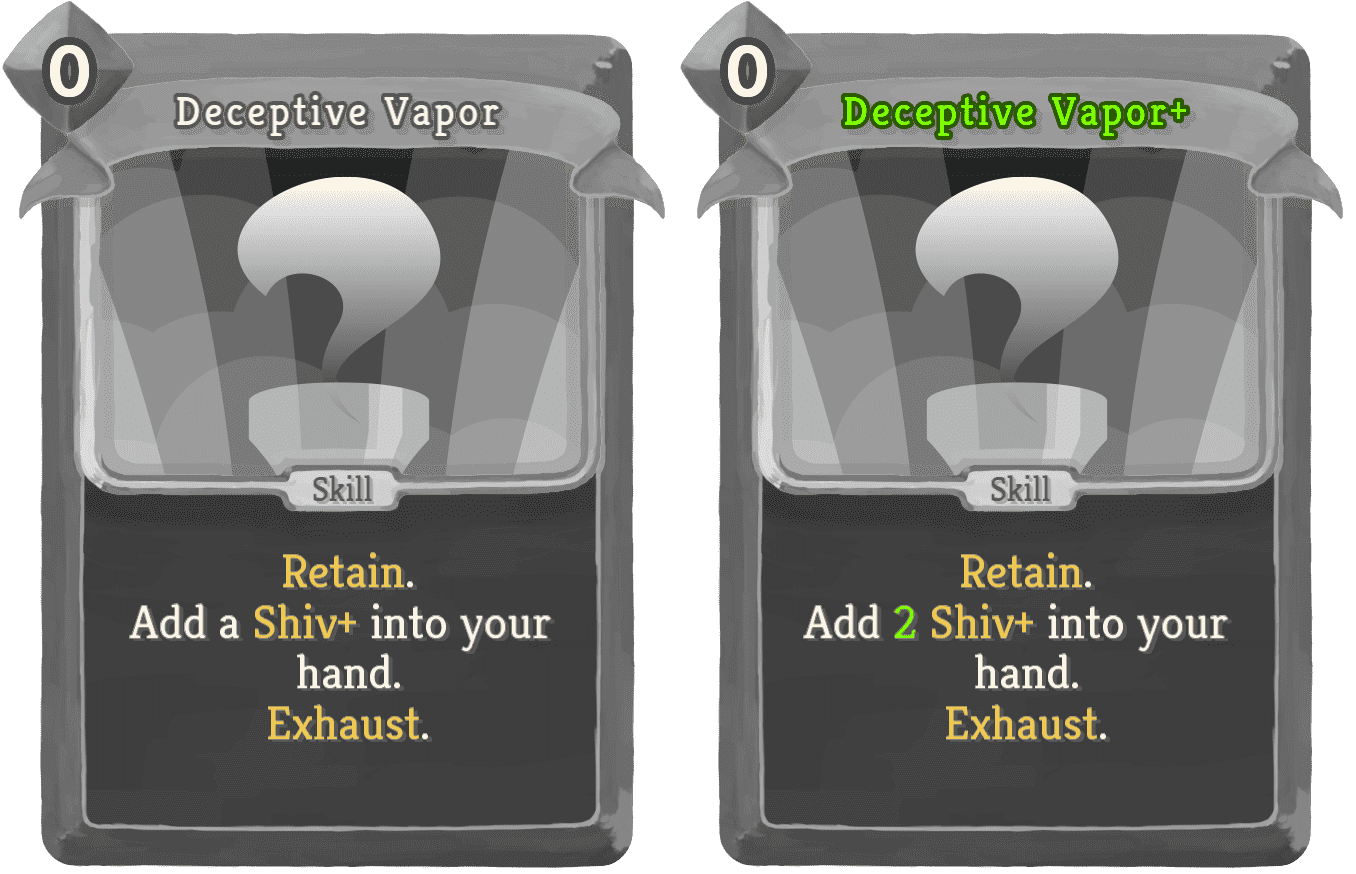 0
Deceptive Vapor
Skill
Retain.
Add a Shiv+ into your
hand.
Exhaust.
0
Deceptive Vapor+
Skill
Retain.
Add 2 Shiv+ into your
hand.
Exhaust.